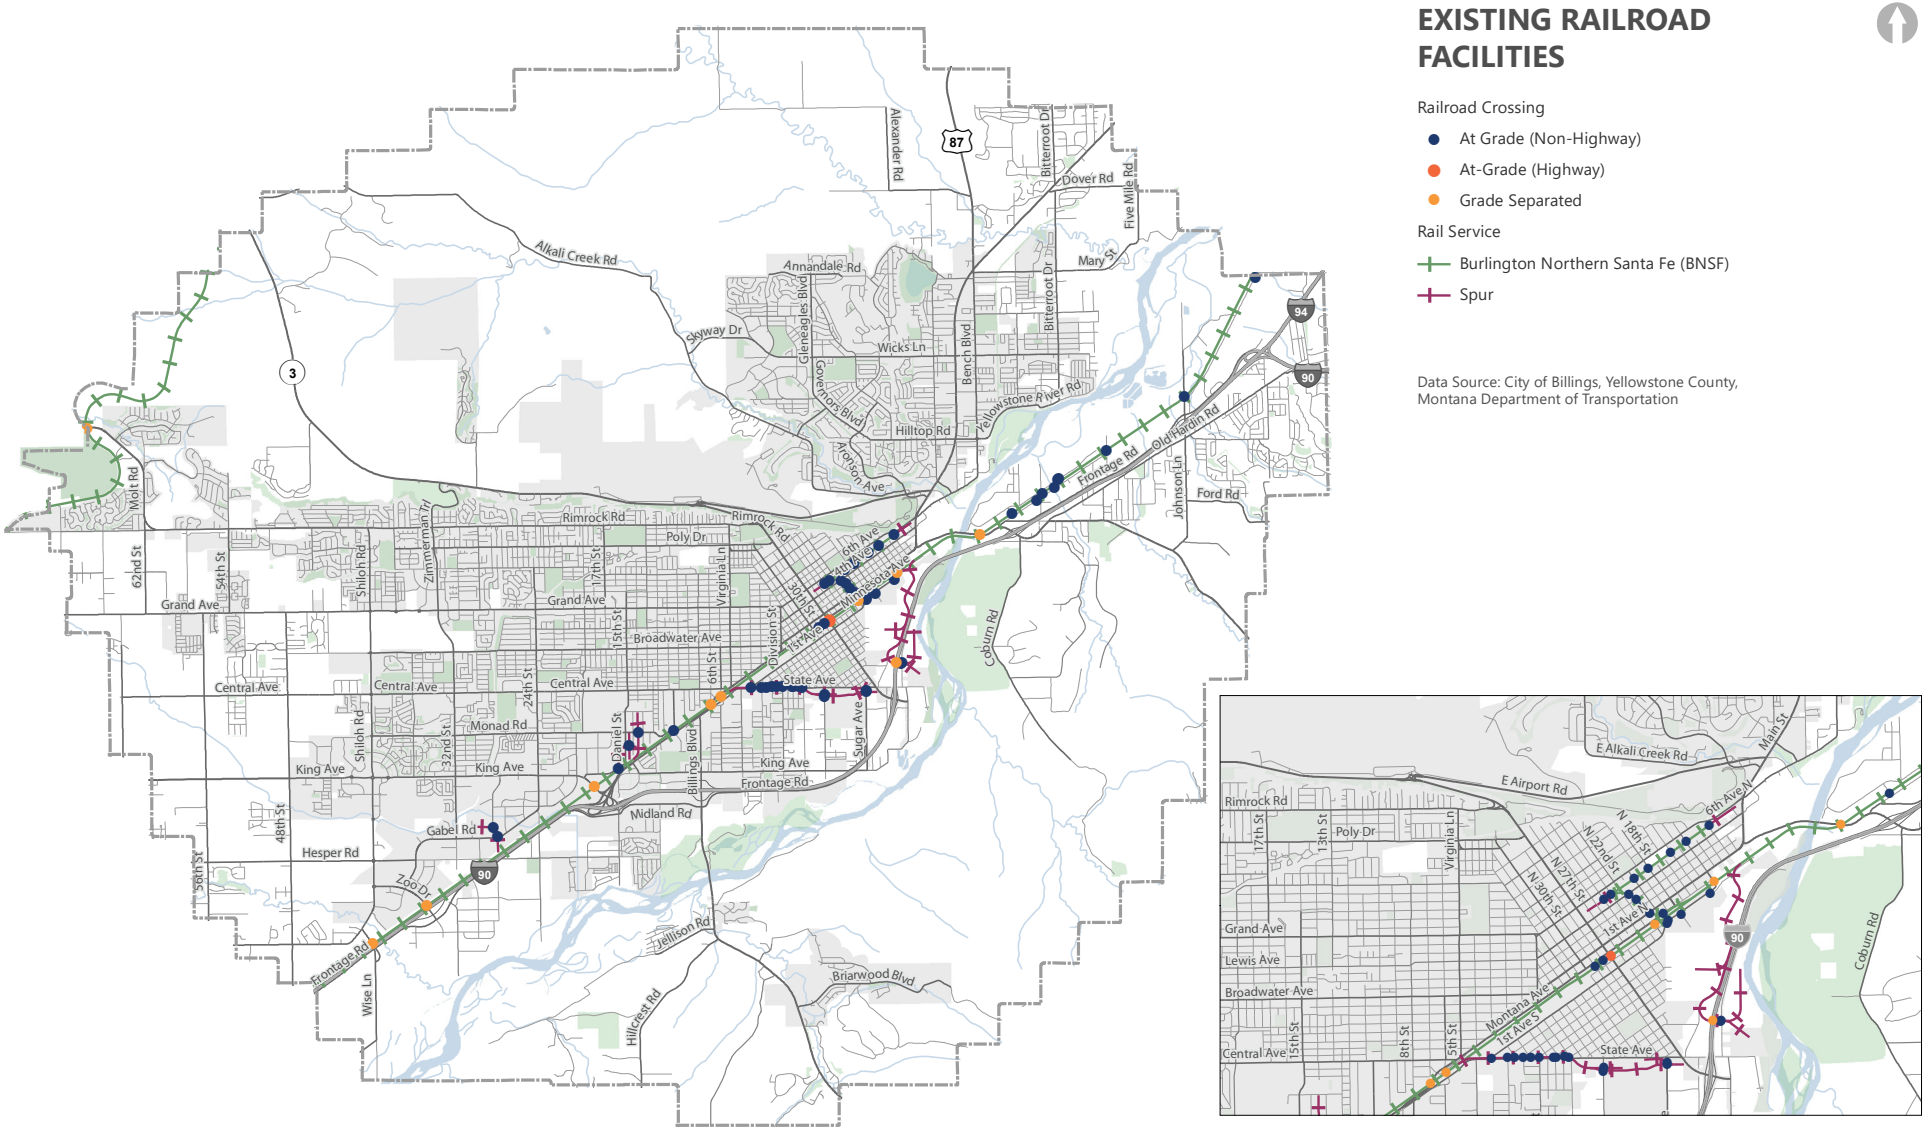 EXISTING RAILROAD
FACILITIES
Railroad Crossing
At Grade (Non-Highway)
At-Grade (Highway)
Grade Separated
Rail Service
Burlington Northern Santa Fe (BNSF)
Spur
Data Source: City of Billings, Yellowstone County,
Montana Department of Transportation
87
Alexander Rd
Bitterroot Dr
Dover Rd
Five Mile Rd
Mary St
Alkali Creek Rd
Annandale Rd
Gleneagles Blvd
Bitterroot Dr
94
90
3
Skyway Dr
Wicks Ln
Bench Blvd
Governors Blvd
Yellowstone River Rd
Hilltop Rd
Old Hardin Rd
Frontage Rd
Aronson Ave
Johnson Ln
Ford Rd
Molt Rd
Zimmerman Trl
Rimrock Rd
Rimrock Rd
Poly Dr
6th Ave
4th Ave
Minnesota Ave
62nd St
54th St
Shiloh Rd
17th St
Virginia Ln
30th St
Grand Ave
Grand Ave
15th St
Broadwater Ave
Division St
1st Ave
Coburn Rd
6th St
Central Ave
Central Ave
24th St
Central Ave
State Ave
Shiloh Rd
32nd St
Monad Rd
Daniel St
Billings Blvd
Sugar Ave
King Ave
King Ave
King Ave
Frontage Rd
Midland Rd
48th St
Gabel Rd
Hesper Rd
56th St
Zoo Dr
90
Frontage Rd
Wise Ln
Jellison Rd
Hillcrest Rd
Briarwood Blvd
E Alkali Creek Rd
Main St
E Airport Rd
6th Ave N
Rimrock Rd
17th St
13th St
Poly Dr
Virginia Ln
N 18th St
N 22nd St
N 27th St
N 30th St
1st Ave N
Grand Ave
Lewis Ave
Broadwater Ave
90
Coburn Rd
Montana Ave
1st Ave S
15th St
8th St
5th St
Central Ave
State Ave